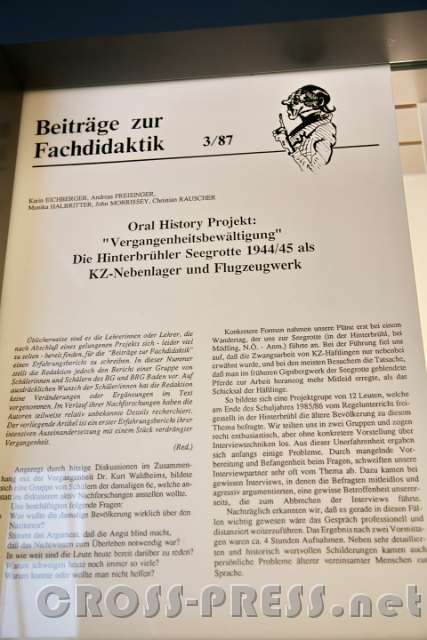 Beiträge zur
Fachdidaktik
3/87
Karin EICHBERGER, Andreas PREISINGER,
Monika HALBRITTER, John MORRISSEY, Christian RAUSCHER
Oral History Projekt:
"Vergangenheitsbewältigung"
Die Hinterbrühler Seegrotte 1944/45 als
KZ-Nebenlager und Flugzeugwerk
Üblicherweise sind es die Lehrerinnen oder Lehrer, die
nach Abschluß eines gelungenen Projekts sich - leider viel
zu selten - bereit finden, für die "Beiträge zur Fachdidaktik"
einen Erfahrungsbericht zu schreiben. In dieser Nummer
stellt die Redaktion jedoch den Bericht einer Gruppe von
Schülerinnen und Schülern des BG und BRG Baden vor. Auf
ausdrücklichen Wunsch der Schüler/innen hat die Redaktion
keine Veränderungen oder Ergänzungen im Text
vorgenommen. Im Verlauf ihrer Nachforschungen haben die
Autoren teilweise relativ unbekannte Details recherchiert.
Der vorliegende Artikel ist ein erster Erfahrungsbericht ihrer
intensiven Auseinandersetzung mit einem Stück verdrängter
Vergangenheit.
(Red.)
Angeregt durch hitzige Diskussionen im Zusammen-
hang mit der Vergangenheit Dr. Kurt Waldheims, bildete
sich eine Gruppe von Schülern der damaligen 6c, welche an-
statt zu diskutieren aktiv Nachforschungen anstellen wollte.
Uns beschäftigten folgende Fragen:
Was wußte die damalige Bevölkerung wirklich über den
Naziterror?
Stimmt das Argument, daß die Angst blind macht,
daß das Nichtwissen zum Überleben notwendig war?
In wie weit sind die Leute heute bereit darüber zu reden?
Warum schweigen heute noch immer so viele?
Warum konnte oder wollte man nicht helfen?
Konkretere Formen nahmen unsere Pläne erst bei einem
Wandertag, der uns zur Seegrotte (in der Hinterbrühl, bei
Mödling, N.Ö. - Anm.) führte an. Bei der Führung fiel uns
auf, daß die Zwangsarbeit von KZ-Häftlingen nur nebenbei
erwähnt wurde, und bei den meisten Besuchern die Tatsache,
daß man im früheren Gipsbergwerk der Seegrotte geblendete
Pferde zur Arbeit heranzog mehr Mitleid erregte, als das
Schicksal der Häftlinge.
So bildete sich eine Projektgruppe von 12 Leuten, welche
am Ende des Schuljahres 1985/86 vom Regelunterricht frei-
gestellt in der Hinterbrühl die ältere Bevölkerung zu diesem
Thema befragte. Wir teilten uns in zwei Gruppen und zogen
recht enthusiastisch, aber ohne konkretere Vorstellung über
Interviewtechniken los. Aus dieser Unerfahrenheit ergaben
sich anfangs einige Probleme. Durch mangelnde Vor-
bereitung und Befangenheit beim Fragen, schweiften unsere
Interviewpartner sehr oft vom Thema ab. Dazu kamen bei
gewissen Interviews, in denen die Befragten mitleidlos und
agressiv argumentierten, eine gewisse Betroffenheit unserer-
seits, die zum Abbrechen der Interviews führte.
Nachträglich erkannten wir, daß es gerade in diesen Fäl-
len wichtig gewesen wäre das Gespräch professionell und
distanziert weiterzuführen. Das Ergebnis nach zwei Vormitta-
gen waren ca. 4 Stunden Aufnahmen. Neben sehr detaillier-
ten und historisch wertvollen Schilderungen kamen auch
persönliche Probleme älterer vereinsamter Menschen zur
Sprache.
CROSS-PRESS.net